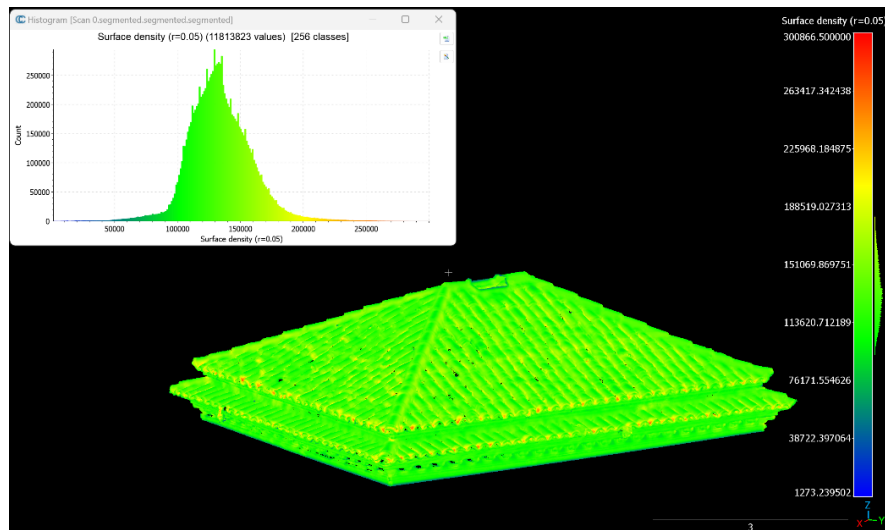 Histogram [Scan 0.segmented.segmented.segmented]
Surface density (r=0.05) (11813823 values) [256 classes]
250000
200000
150000
100000
50000
0
Count
50000
100000
150000
200000
250000
Surface density (r=0.05)
Surface density (r=0.05)
300866.500000
263417.342438
225968.184875
188519.027313
151069.869751
113620.712189
76171.554626
38722.397064
1273.239502
3
Z
X
Y